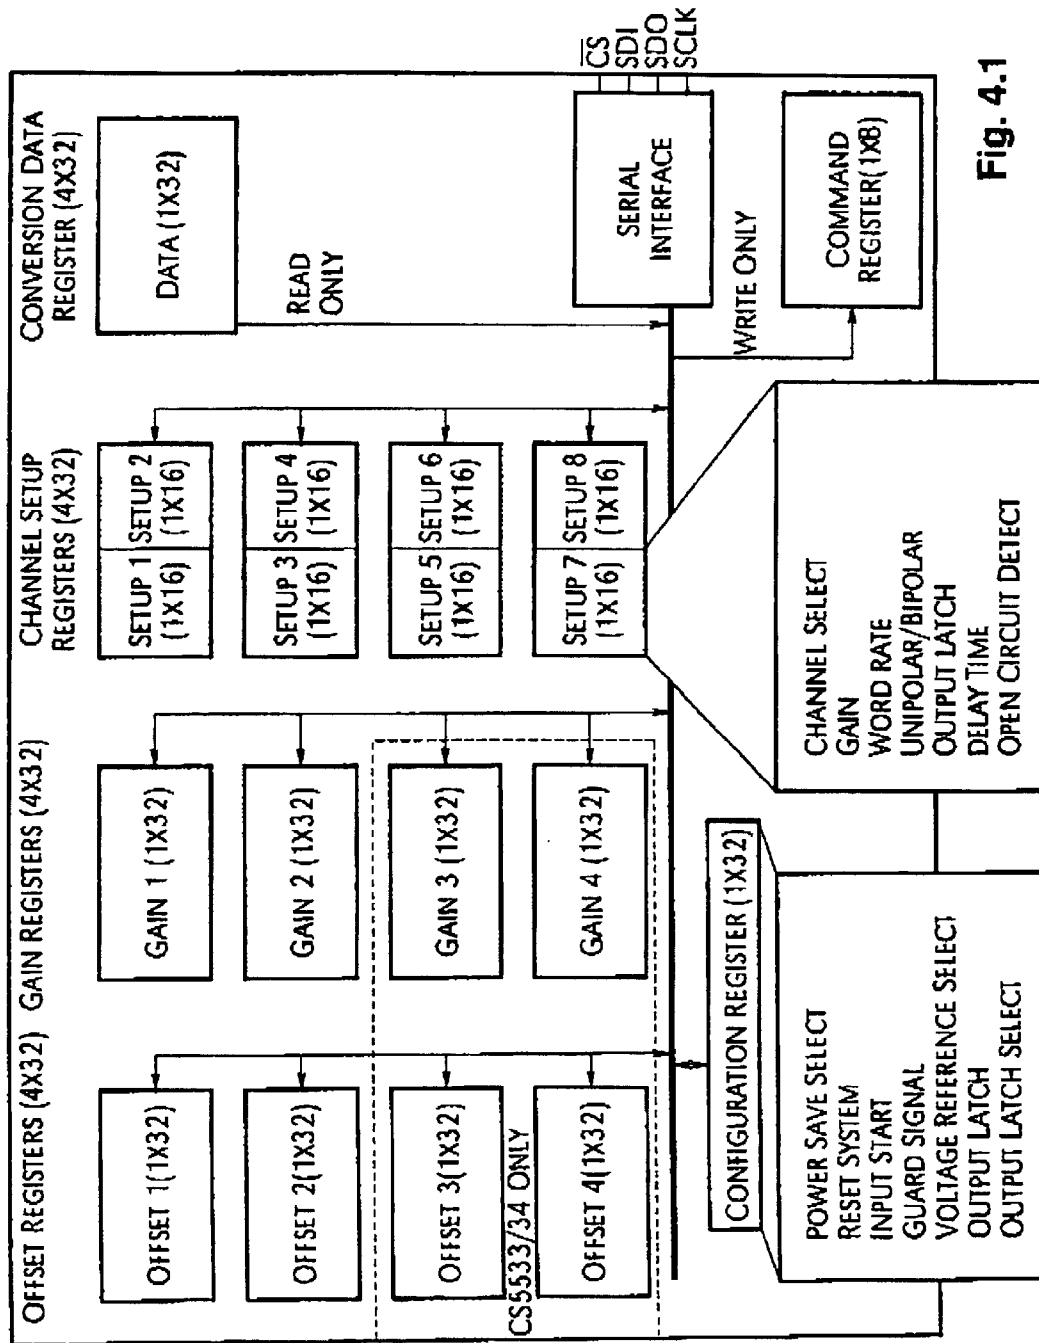 OFFSET REGISTERS (4X32)
GAIN REGISTERS (4X32)
CHANNEL SETUP
REGISTERS (4X32)
CONVERSION DATA
REGISTER (4X32)
OFFSET 1(1X32)
GAIN 1 (1X32)
SETUP 1
(1X16)
SETUP 2
(1X16)
DATA (1X32)
OFFSET 2(1X32)
GAIN 2 (1X32)
SETUP 3
(1X16)
SETUP 4
(1X16)
READ
ONLY
OFFSET 3(1X32)
GAIN 3 (1X32)
SETUP 5
(1X16)
SETUP 6
(1X16)
CS5533/34 ONLY
OFFSET 4(1X32)
GAIN 4 (1X32)
SETUP 7
(1X16)
SETUP 8
(1X16)
SERIAL
INTERFACE
CS
SDI
SDO
SCLK
CONFIGURATION REGISTER (1X32)
WRITE ONLY
COMMAND
REGISTER(1X8)
POWER SAVE SELECT
RESET SYSTEM
INPUT START
GUARD SIGNAL
VOLTAGE REFERENCE SELECT
OUTPUT LATCH
OUTPUT LATCH SELECT
CHANNEL SELECT
GAIN
WORD RATE
UNIPOLAR/BIPOLAR
OUTPUT LATCH
DELAY TIME
OPEN CIRCUIT DETECT
Fig. 4.1